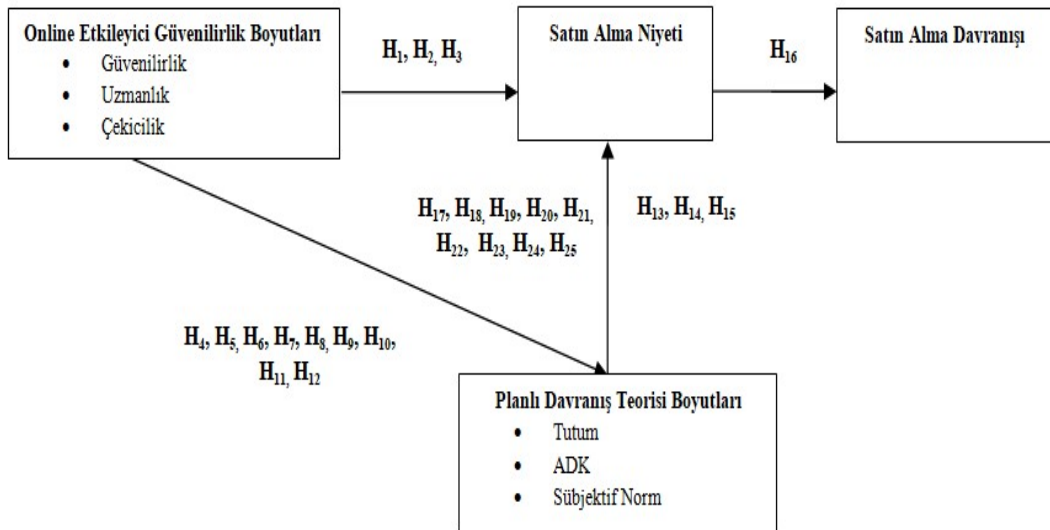 Online Etkileyici Güvenilirlik Boyutları
• Güvenilirlik
• Uzmanlık
• Çekicilik
H₁, H₂, H₃
Satın Alma Niyeti
H₁₆
Satın Alma Davranışı
H₁₇, H₁₈, H₁₉, H₂₀, H₂₁,
H₂₂, H₂₃, H₂₄, H₂₅
H₁₃, H₁₄, H₁₅
H₄, H₅, H₆, H₇, H₈, H₉, H₁₀,
H₁₁, H₁₂
Planlı Davranış Teorisi Boyutları
• Tutum
• ADK
• Sübjektif Norm